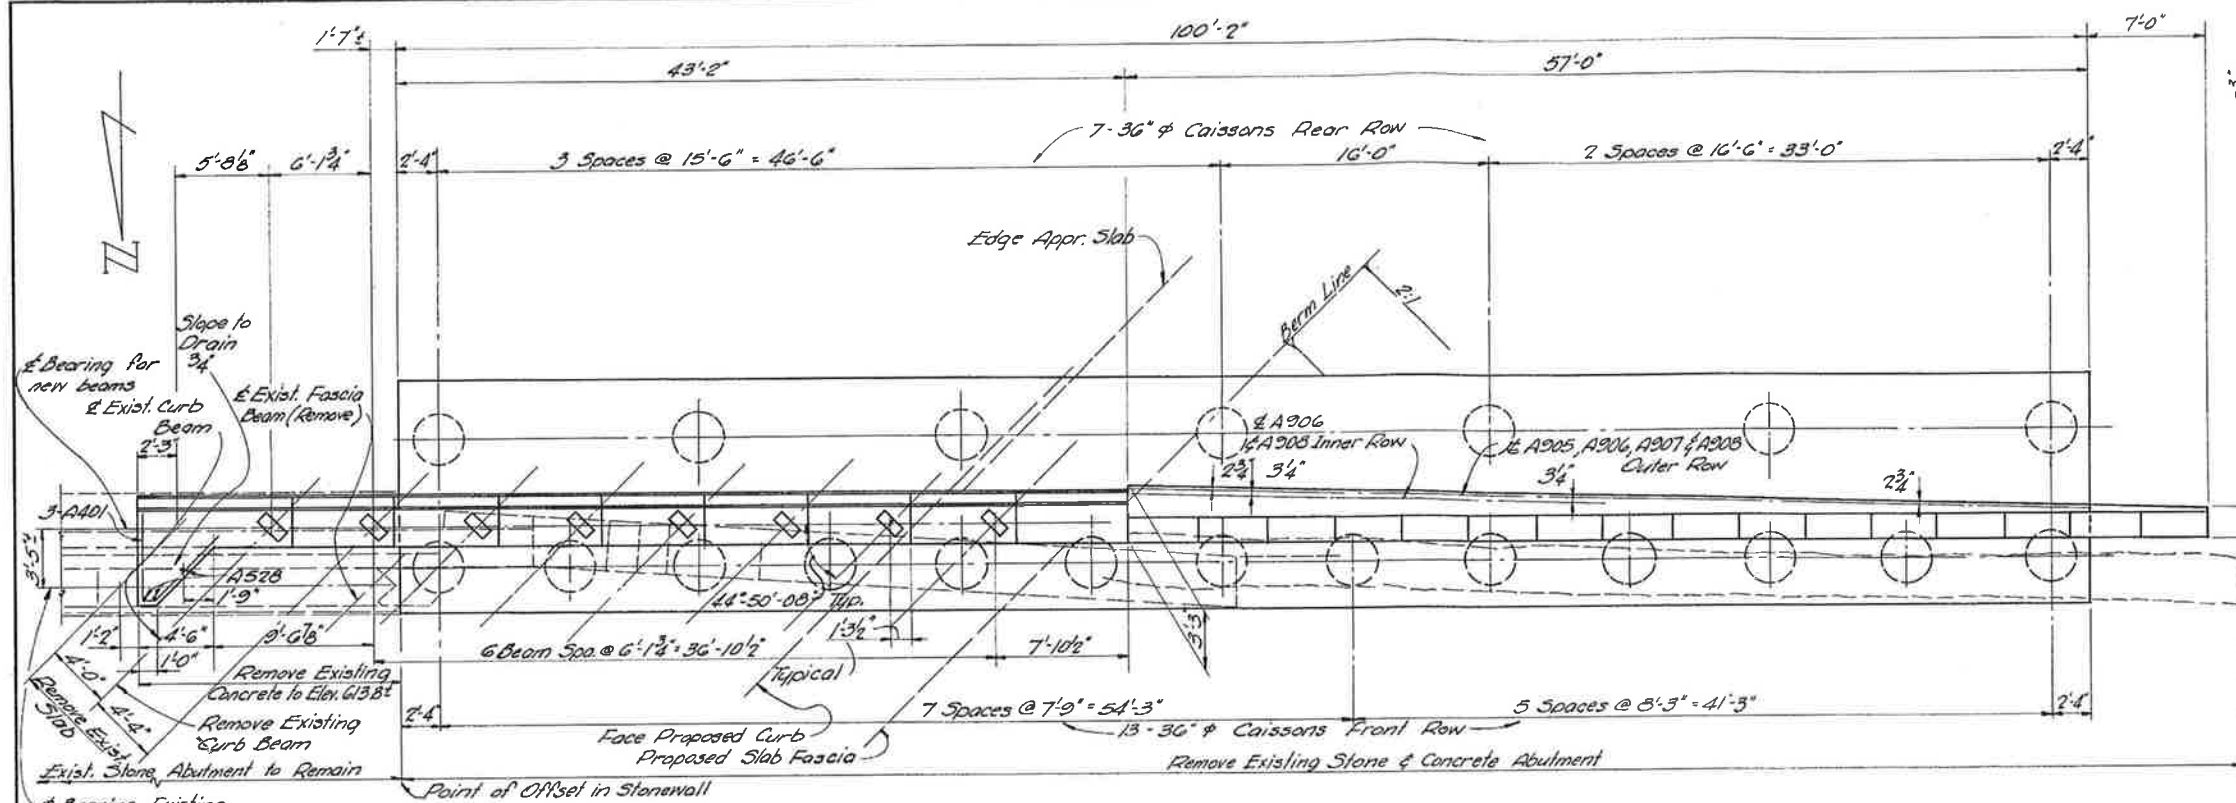 1'-7"±
100'-2"
7'-0"
43'-2"
57'-0"
7-36" ϕ Caissons Rear Row
5'-8⅛"
6'-1¾"
2'-4"
3 Spaces @ 15'-6" = 46'-6"
16'-0"
2 Spaces @ 16'-6" = 33'-0"
2'-4"
N
Edge Appr. Slab
Berm Line
2:1
Slope to
Drain
¾"
℄ Bearing for
new beams
℄ Exist. Curb
Beam
℄ Exist. Fascia
Beam (Remove)
2'-3"
℄ A906
℄ A908 Inner Row
℄ A905, A906, A907 & A908
Outer Row
2¾"
3¼"
3¼"
2¾"
3-A401
3'-5"±
A528
1'-9"
44°-50'-08" Typ.
1'-2"
4'-6"
9'-6⅞"
1'-3½"
3'-3"
1'-0"
6 Beam Spa. @ 6'-1¾" = 36'-10½"
7'-10½"
4'-0"
Remove Existing
Concrete to Elev. 613.8±
Typical
Remove Exist.
Slab
4'-4"
2'-4"
7 Spaces @ 7'-9" = 54'-3"
5 Spaces @ 8'-3" = 41'-3"
2'-4"
Remove Existing
Curb Beam
Face Proposed Curb
13-36" ϕ Caissons Front Row
Proposed Slab Fascia
Exist. Stone Abutment to Remain
Remove Existing Stone & Concrete Abutment
Point of Offset in Stonewall
℄ Bearing Existing